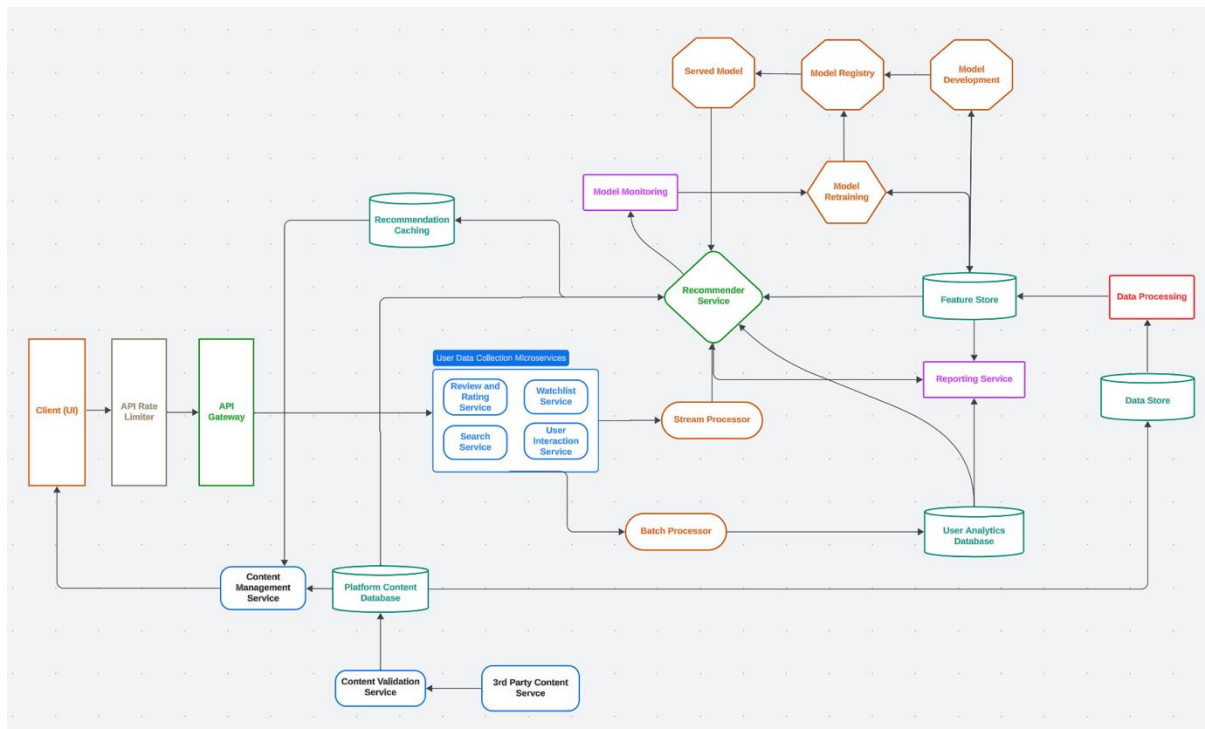 Served Model
Model Registry
Model
Development
Model Monitoring
Model
Retraining
Recommendation
Caching
Recommender
Service
Feature Store
Data Processing
User Data Collection Microservices
Review and
Rating
Service
Watchlist
Service
Search
Service
User
Interaction
Service
Client (UI)
API Rate
Limiter
API
Gateway
Stream Processor
Reporting Service
Data Store
Batch Processor
User Analytics
Database
Content
Management
Service
Platform Content
Database
Content Validation
Service
3rd Party Content
Servce